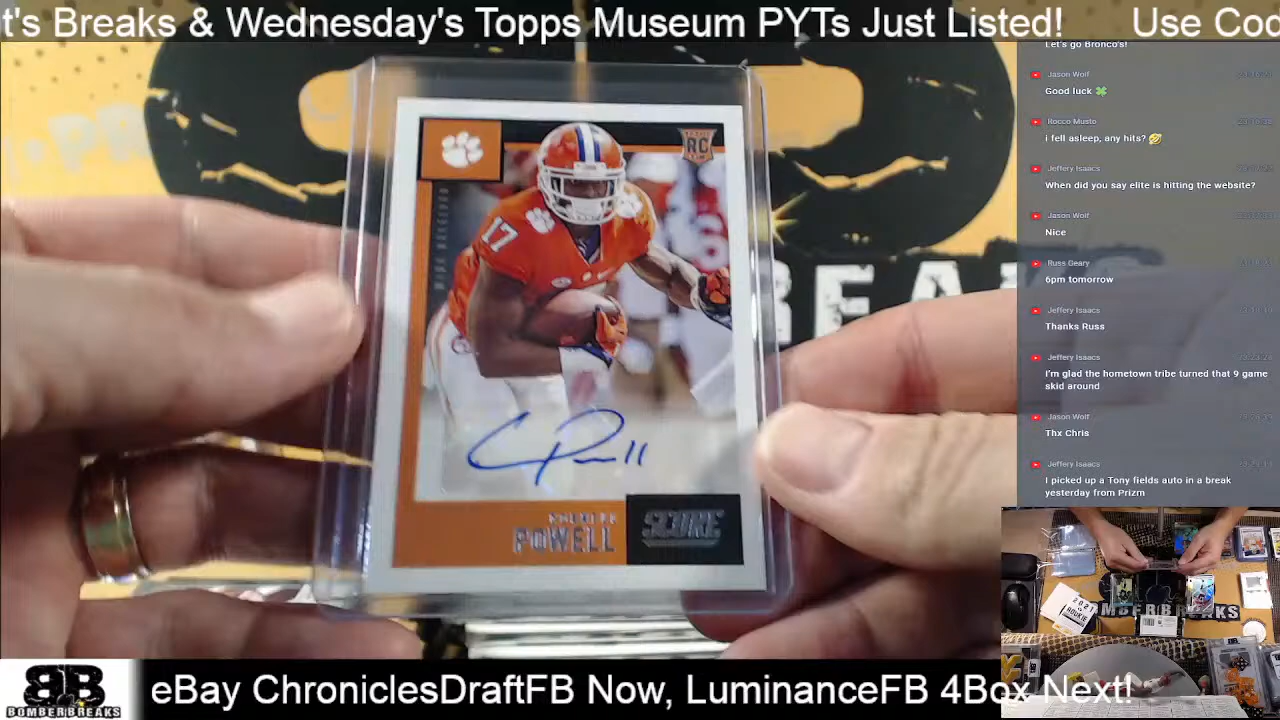 t's Breaks & Wednesday's Topps Museum PYTs Just Listed! Use Cod
Let's go Bronco's!
Jason Wolf
Good luck 🍀
Rocco Musto
i fell asleep, any hits? 🤣
Jeffery Isaacs
When did you say elite is hitting the website?
Jason Wolf
Nice
Russ Geary
6pm tomorrow
Jeffery Isaacs
Thanks Russ
Jeffery Isaacs
I'm glad the hometown tribe turned that 9 game
skid around
Jason Wolf
Thx Chris
Jeffery Isaacs
I picked up a Tony fields auto in a break
yesterday from Prizm
RC
17
POWELL
SCORE
BOMBER BREAKS
BB
BOMBERBREAKS
eBay ChroniclesDraftFB Now, LuminanceFB 4Box Next!